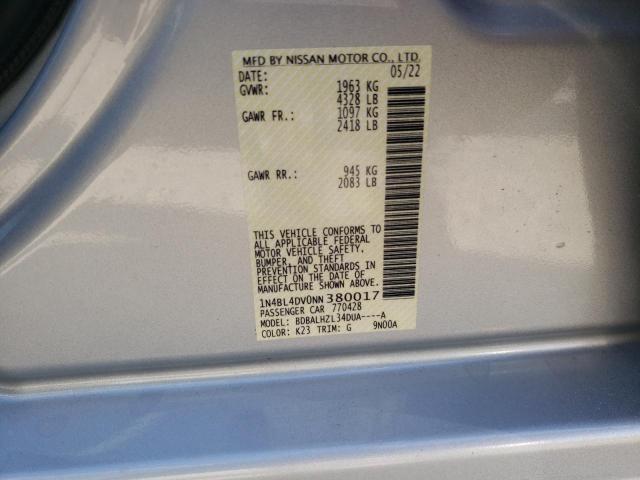 MFD BY NISSAN MOTOR CO., LTD.
DATE: 05/22
GVWR: 1963 KG
4328 LB
GAWR FR.: 1097 KG
2418 LB
GAWR RR.: 945 KG
2083 LB
THIS VEHICLE CONFORMS TO
ALL APPLICABLE FEDERAL
MOTOR VEHICLE SAFETY,
BUMPER, AND THEFT
PREVENTION STANDARDS IN
EFFECT ON THE DATE OF
MANUFACTURE SHOWN ABOVE.
1N4BL4DV0NN380017
PASSENGER CAR 770428
MODEL: BDBALHZL34DUA----A
COLOR: K23 TRIM: G 9N00A